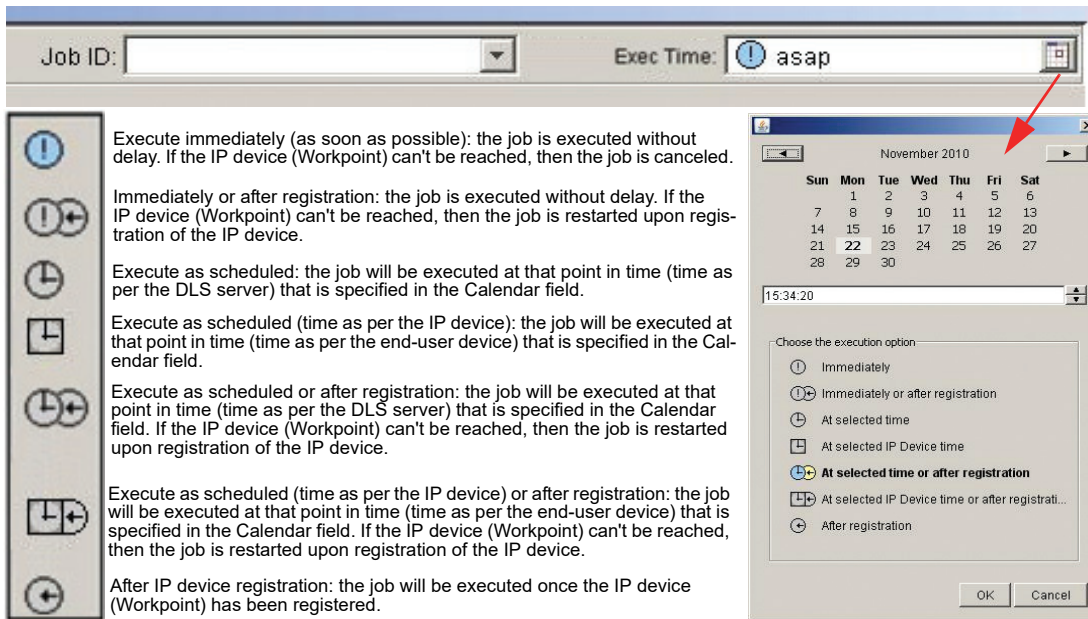 Job ID:
Exec Time: asap
Execute immediately (as soon as possible): the job is executed without
delay. If the IP device (Workpoint) can't be reached, then the job is canceled.
Immediately or after registration: the job is executed without delay. If the
IP device (Workpoint) can't be reached, then the job is restarted upon regis-
tration of the IP device.
Execute as scheduled: the job will be executed at that point in time (time as
per the DLS server) that is specified in the Calendar field.
Execute as scheduled (time as per the IP device): the job will be executed at
that point in time (time as per the end-user device) that is specified in the Cal-
endar field.
Execute as scheduled or after registration: the job will be executed at that
point in time (time as per the DLS server) that is specified in the Calendar
field. If the IP device (Workpoint) can't be reached, then the job is restarted
upon registration of the IP device.
Execute as scheduled (time as per the IP device) or after registration: the job
will be executed at that point in time (time as per the end-user device) that is
specified in the Calendar field. If the IP device (Workpoint) can't be reached,
then the job is restarted upon registration of the IP device.
After IP device registration: the job will be executed once the IP device
(Workpoint) has been registered.
November 2010
Sun Mon Tue Wed Thu Fri Sat
1 2 3 4 5 6
7 8 9 10 11 12 13
14 15 16 17 18 19 20
21 22 23 24 25 26 27
28 29 30
15:34:20
Choose the execution option
Immediately
Immediately or after registration
At selected time
At selected IP Device time
At selected time or after registration
At selected IP Device time or after registrati...
After registration
OK Cancel